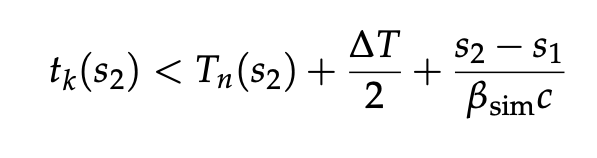 t_k(s_2) < T_n(s_2) + \frac{\Delta T}{2} + \frac{s_2 - s_1}{\beta_{\text{sim}} c}